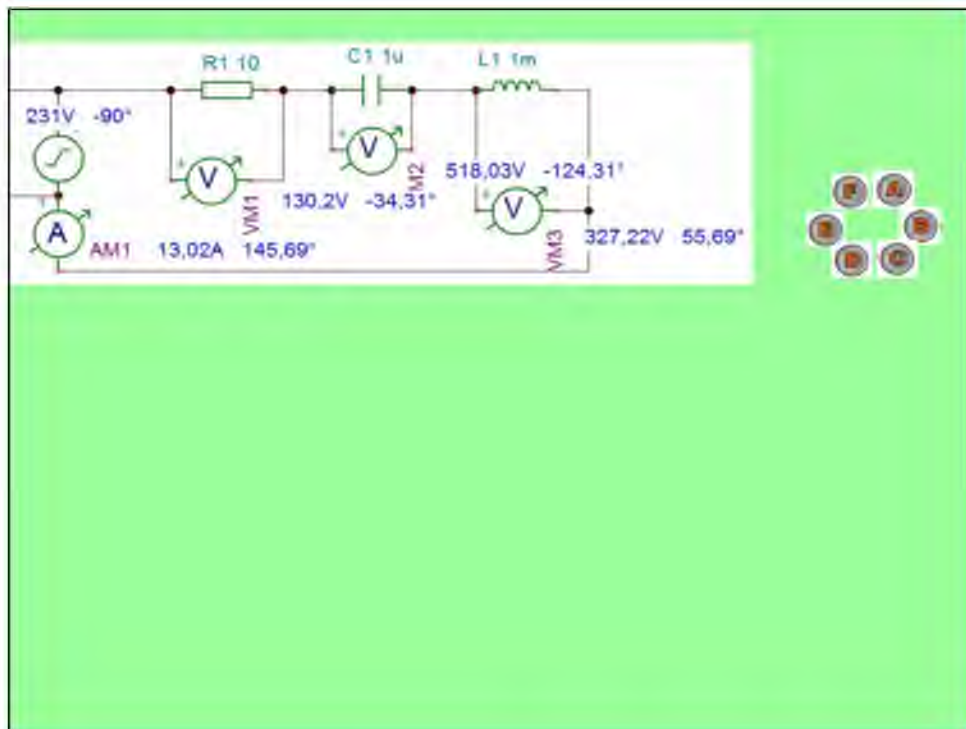 R1 10
C1 1u
L1 1m
231V -90°
V
V
V
A
130,2V -34,31°
518,03V -124,31°
327,22V 55,69°
AM1 13,02A 145,69°
VM1
M2
VM3